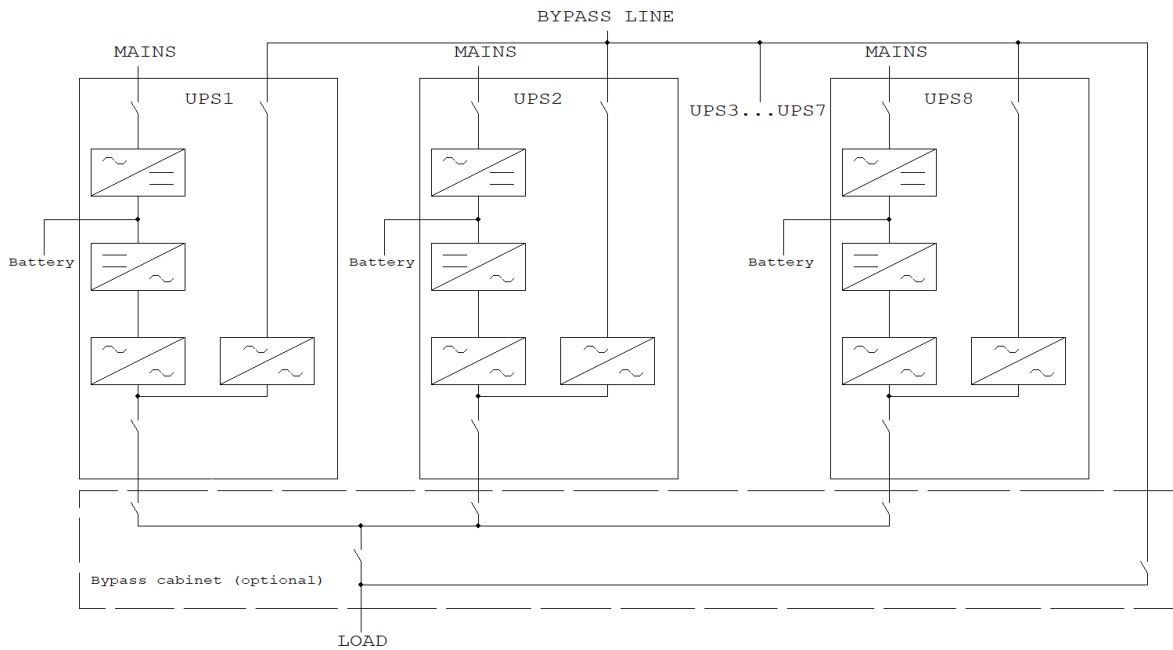 BYPASS LINE
MAINS
MAINS
MAINS
UPS1
UPS2
UPS3...UPS7
UPS8
Battery
Battery
Battery
Bypass cabinet (optional)
LOAD